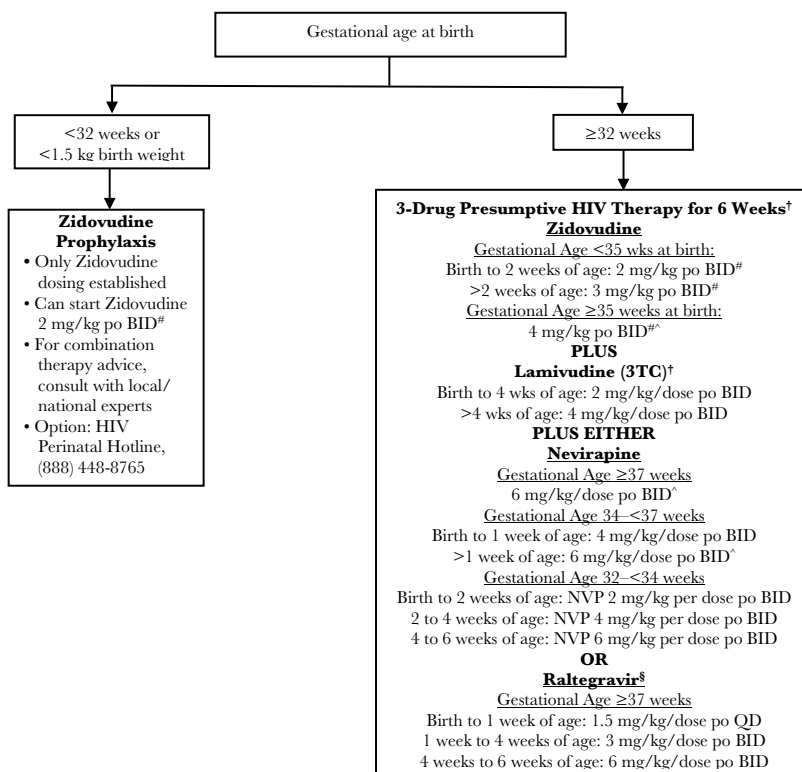 Gestational age at birth
<32 weeks or
<1.5 kg birth weight
Zidovudine
Prophylaxis
• Only Zidovudine
dosing established
• Can start Zidovudine
2 mg/kg po BID#
• For combination
therapy advice,
consult with local/
national experts
• Option: HIV
Perinatal Hotline,
(888) 448-8765
≥32 weeks
3-Drug Presumptive HIV Therapy for 6 Weeks†
Zidovudine
Gestational Age <35 wks at birth:
Birth to 2 weeks of age: 2 mg/kg po BID#
>2 weeks of age: 3 mg/kg po BID#
Gestational Age ≥35 weeks at birth:
4 mg/kg po BID#^
PLUS
Lamivudine (3TC)†
Birth to 4 wks of age: 2 mg/kg/dose po BID
>4 wks of age: 4 mg/kg/dose po BID
PLUS EITHER
Nevirapine
Gestational Age ≥37 weeks
6 mg/kg/dose po BID^
Gestational Age 34–<37 weeks
Birth to 1 week of age: 4 mg/kg/dose po BID
>1 week of age: 6 mg/kg/dose po BID^
Gestational Age 32–<34 weeks
Birth to 2 weeks of age: NVP 2 mg/kg per dose po BID
2 to 4 weeks of age: NVP 4 mg/kg per dose po BID
4 to 6 weeks of age: NVP 6 mg/kg per dose po BID
OR
Raltegravir§
Gestational Age ≥37 weeks
Birth to 1 week of age: 1.5 mg/kg/dose po QD
1 week to 4 weeks of age: 3 mg/kg/dose po BID
4 weeks to 6 weeks of age: 6 mg/kg/dose po BID